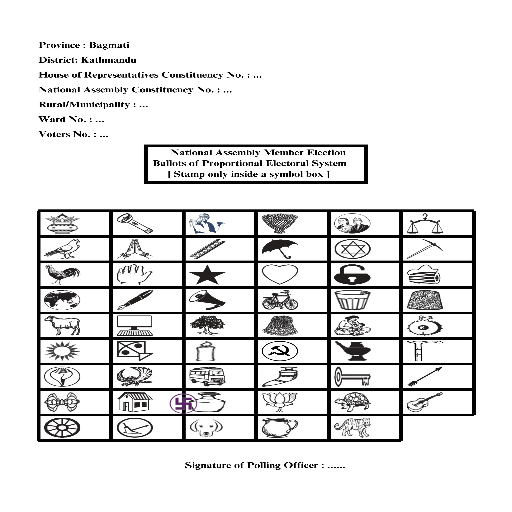 Province : Bagmati
District: Kathmandu
House of Representatives Constituency No. : ...
National Assembly Constituency No. : ...
Rural/Municipality : ...
Ward No. : ...
Voters No. : ...
National Assembly Member Election
Ballots of Proportional Electoral System
[ Stamp only inside a symbol box ]
Signature of Polling Officer : ......